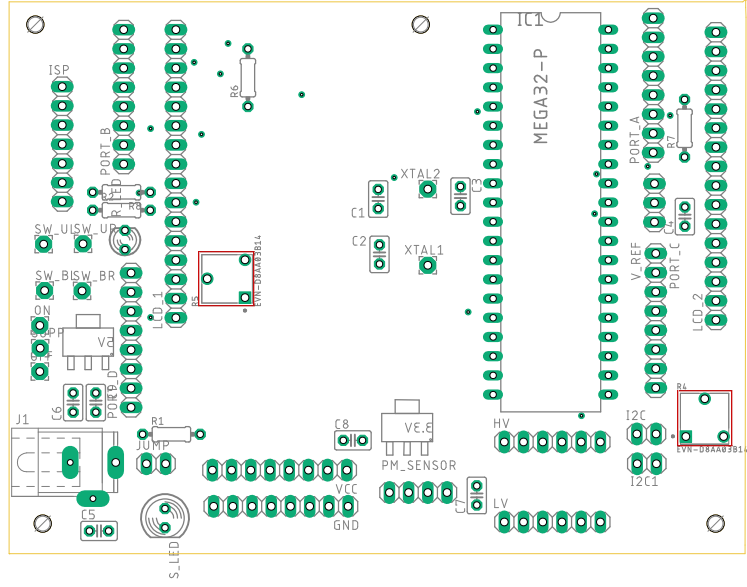 IC1
MEGA32-P
ISP
PORT_B
R6
PORT_A
R7
XTAL2
C3
C1
R_LED
R8
C4
SW_UL
SW_UR
C2
XTAL1
V_REF
PORT_C
EVN-D8AA03B14
R5
LCD_1
LCD_2
SW_BL
SW_BR
ON
5V
PORT_D
C6
R4
J1
R1
JUMP
C8
3.3V
HV
I2C
EVN-D8AA03B14
PM_SENSOR
I2C1
VCC
C7
LV
C5
GND
S_LED